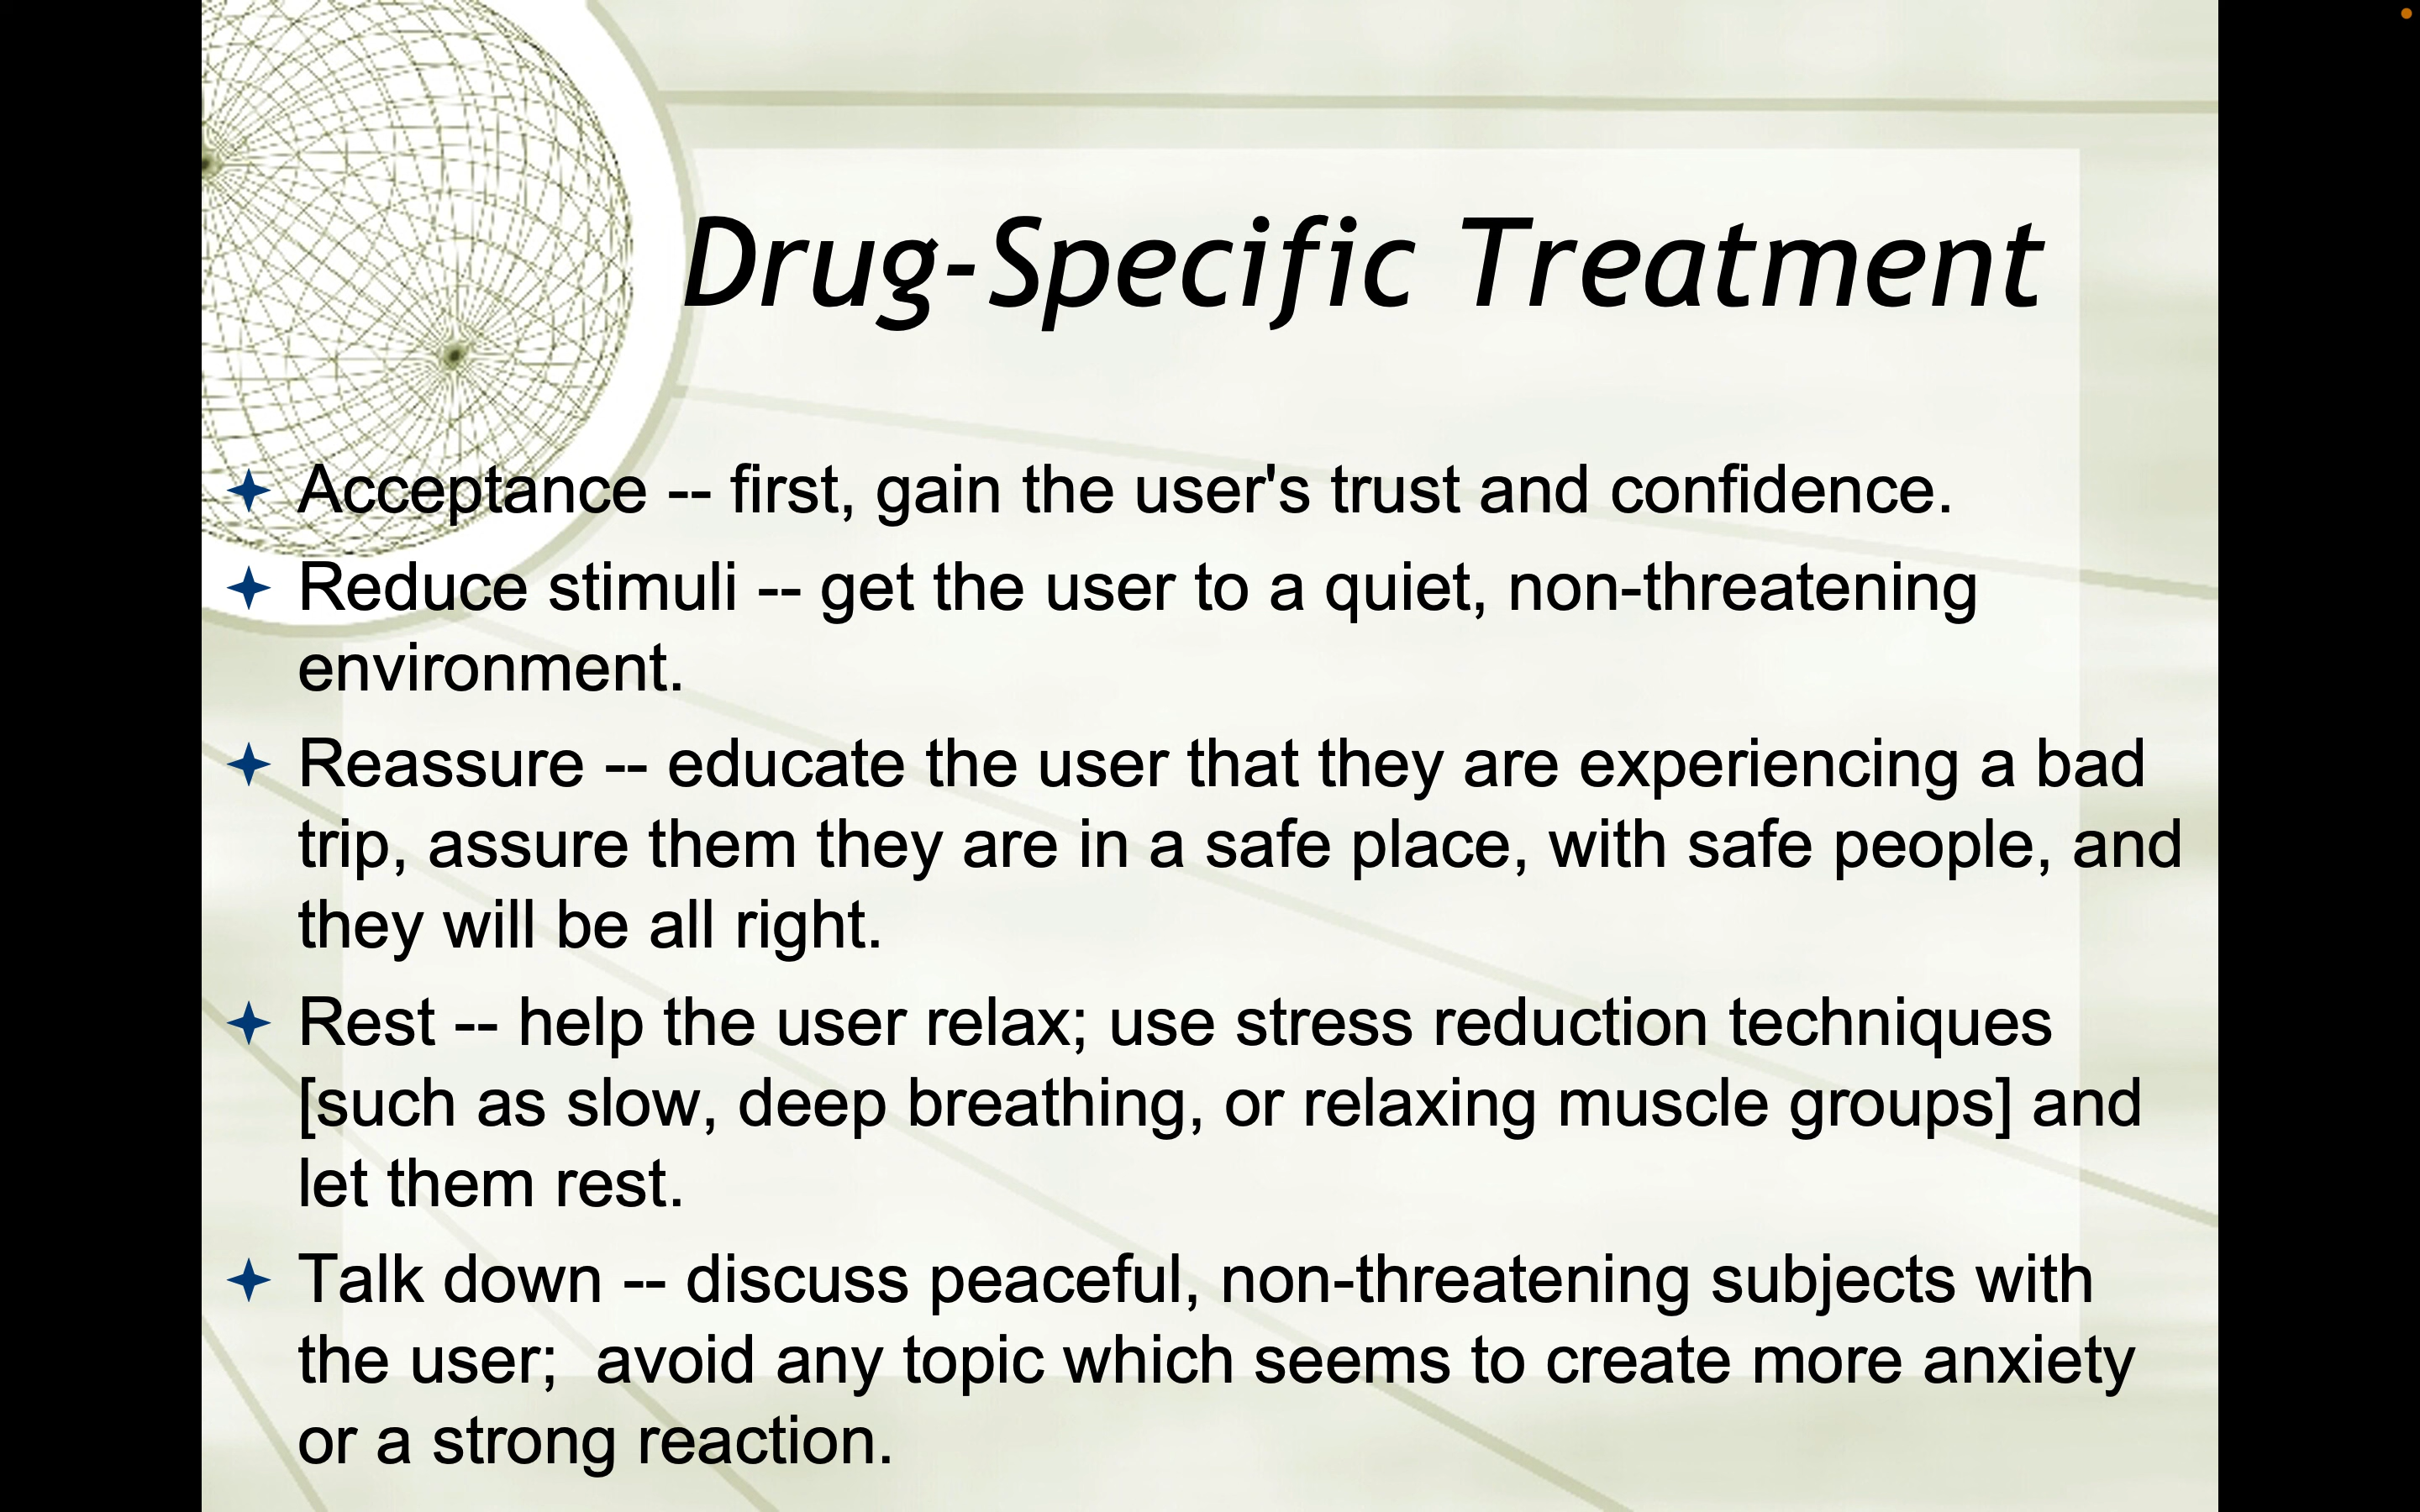 Drug-Specific Treatment
Acceptance -- first, gain the user's trust and confidence.
Reduce stimuli -- get the user to a quiet, non-threatening
environment.
Reassure -- educate the user that they are experiencing a bad
trip, assure them they are in a safe place, with safe people, and
they will be all right.
Rest -- help the user relax; use stress reduction techniques
[such as slow, deep breathing, or relaxing muscle groups] and
let them rest.
Talk down -- discuss peaceful, non-threatening subjects with
the user;  avoid any topic which seems to create more anxiety
or a strong reaction.